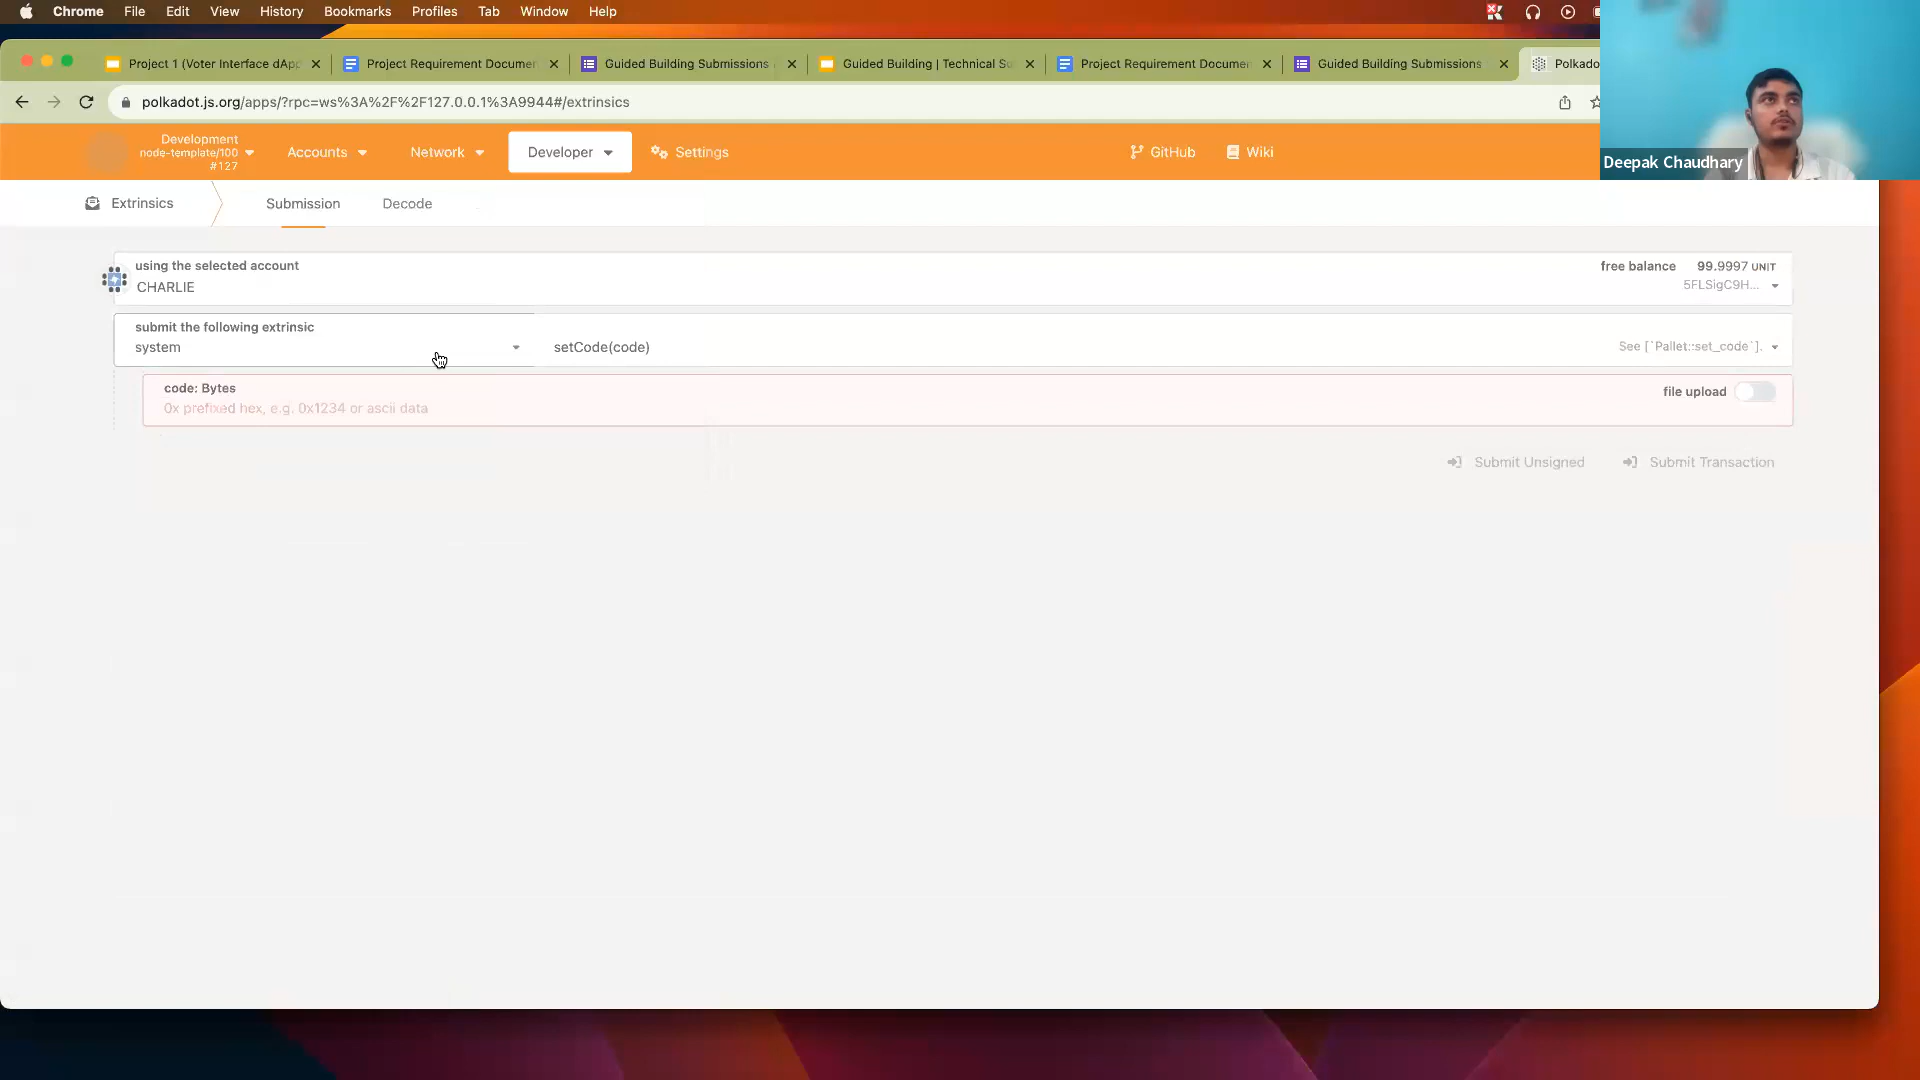 Chrome File Edit View History Bookmarks Profiles Tab Window Help
Project 1 (Voter Interface dApp Project Requirement Documen Guided Building Submissions Guided Building | Technical Su Project Requirement Documen Guided Building Submissions Polkado
polkadot.js.org/apps/?rpc=ws%3A%2F%2F127.0.0.1%3A9944#/extrinsics
Development
node-template/100
#127
Accounts Network Developer Settings GitHub Wiki
Deepak Chaudhary
Extrinsics Submission Decode
using the selected account
CHARLIE
free balance 99.9997 UNIT
5FLSigC9H...
submit the following extrinsic
system setCode(code) See [`Pallet::set_code`].
code: Bytes
0x prefixed hex, e.g. 0x1234 or ascii data
file upload
Submit Unsigned Submit Transaction